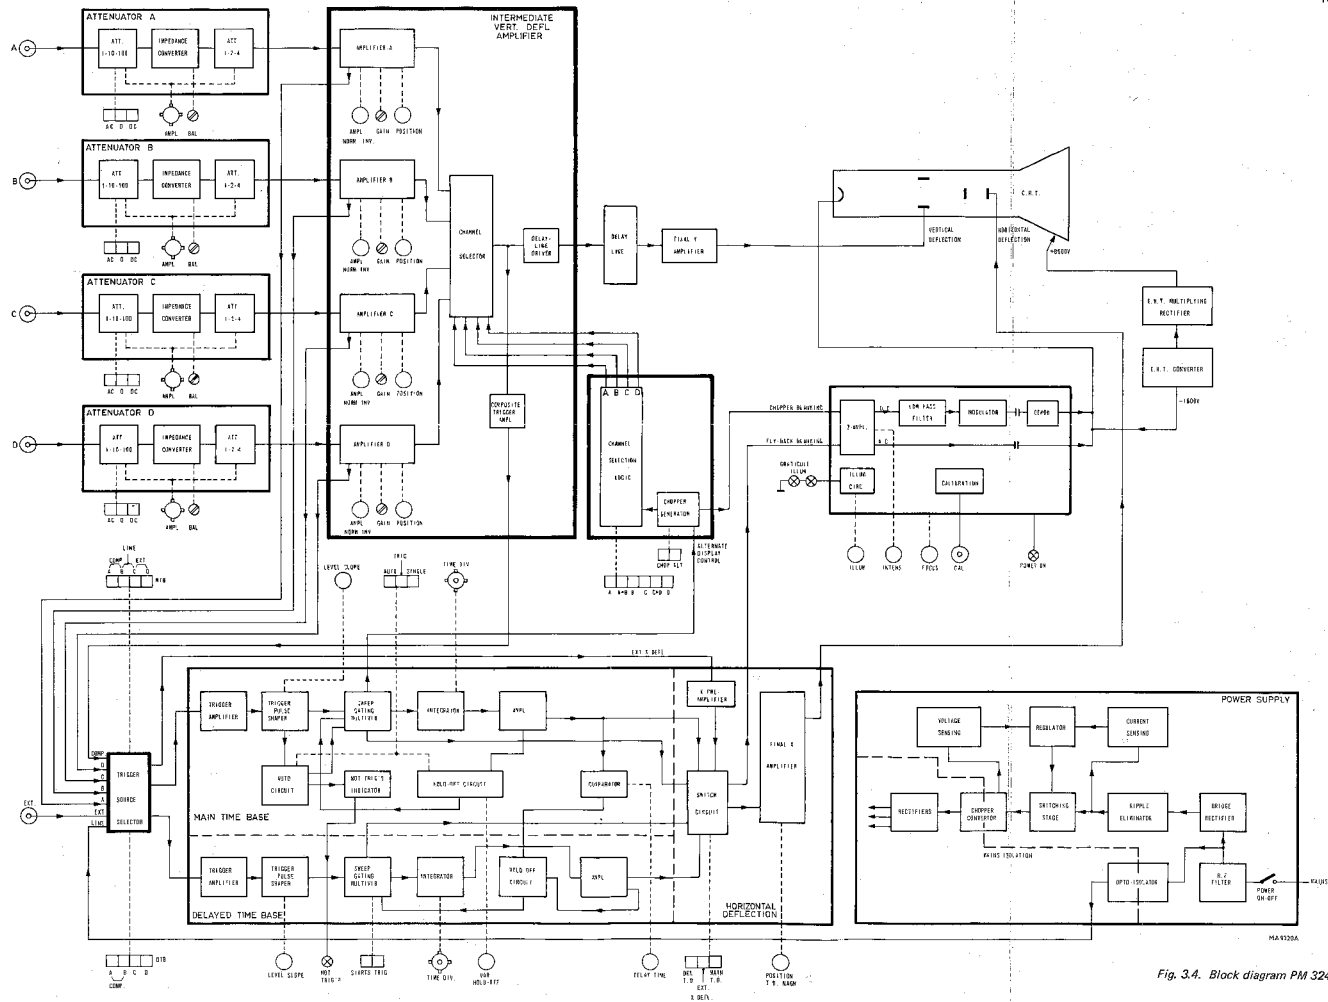 ATTENUATOR A
A
ATT.
1-10-100
IMPEDANCE
CONVERTER
ATT
1-2-4
AC 0 DC
AMPL
BAL
ATTENUATOR B
B
ATT
1-10-100
IMPEDANCE
CONVERTER
ATT.
1-2-4
AC 0 DC
AMPL
BAL
ATTENUATOR C
C
ATT.
1-10-100
IMPEDANCE
CONVERTER
ATT
1-2-4
AC 0 DC
AMPL
BAL
ATTENUATOR D
D
ATT
1-10-100
IMPEDANCE
CONVERTER
ATT.
1-2-4
AC 0 DC
AMPL
BAL
INTERMEDIATE
VERT. DEFL
AMPLIFIER
AMPLIFIER A
AMPL
NORM INV.
GAIN
POSITION
AMPLIFIER B
AMPL
NORM INV
GAIN
POSITION
AMPLIFIER C
AMPL
NORM INV
GAIN
POSITION
AMPLIFIER D
AMPL
NORM INV
GAIN
POSITION
CHANNEL
SELECTOR
DELAY-
LINE
DRIVER
COMPOSITE
TRIGGER
AMPL
DELAY
LINE
FINAL Y
AMPLIFIER
VERTICAL
DEFLECTION
HORIZONTAL
DEFLECTION
C.R.T.
+8500V
E.H.T. MULTIPLYING
RECTIFIER
E.H.T. CONVERTER
-1500V
A B C D
CHANNEL
SELECTION
LOGIC
CHOPPER
GENERATOR
CHOP ALT
ALTERNATE
DISPLAY
CONTROL
A A+B B C C+D D
CHOPPER BLANKING
FLY-BACK BLANKING
Z-AMPL.
D.C
A.C
LOW PASS
FILTER
MODULATOR
DEMOD
GRATICULE
ILLUM
ILLUM
CIRC.
CALIBRATION
ILLUM
INTENS
FOCUS
CAL
POWER ON
LINE
COMP EXT
A B C D
MTB
LEVEL SLOPE
TRIG
AUTO SINGLE
TIME DIV
EXT X DEFL
TRIGGER
AMPLIFIER
TRIGGER
PULSE
SHAPER
SWEEP
GATING
MULTIVIB
INTEGRATOR
AMPL
X PRE-
AMPLIFIER
FINAL X
AMPLIFIER
AUTO
CIRCUIT
NOT TRIG'D
INDICATOR
HOLD-OFF CIRCUIT
COMPARATOR
SWITCH
CIRCUIT
MAIN TIME BASE
COMP
D
C
B
A
EXT.
EXT
LINE
TRIGGER
SOURCE
SELECTOR
TRIGGER
AMPLIFIER
TRIGGER
PULSE
SHAPER
SWEEP
GATING
MULTIVIB
INTEGRATOR
HOLD OFF
CIRCUIT
AMPL
DELAYED TIME BASE
HORIZONTAL
DEFLECTION
A B C D
DTB
COMP.
LEVEL SLOPE
NOT
TRIG'D
STARTS TRIG
TIME DIV.
VAR
HOLD-OFF
DELAY TIME
DEL
T.B
MAIN
T.B.
EXT.
X DEFL.
POSITION
T.B. MAGN
POWER SUPPLY
VOLTAGE
SENSING
REGULATOR
CURRENT
SENSING
RECTIFIERS
CHOPPER
CONVERTOR
SWITCHING
STAGE
RIPPLE
ELIMINATOR
BRIDGE
RECTIFIER
MAINS ISOLATION
OPTO-ISOLATOR
FILTER
POWER
ON-OFF
MAINS
MA9320A
Fig. 3.4. Block diagram PM 324